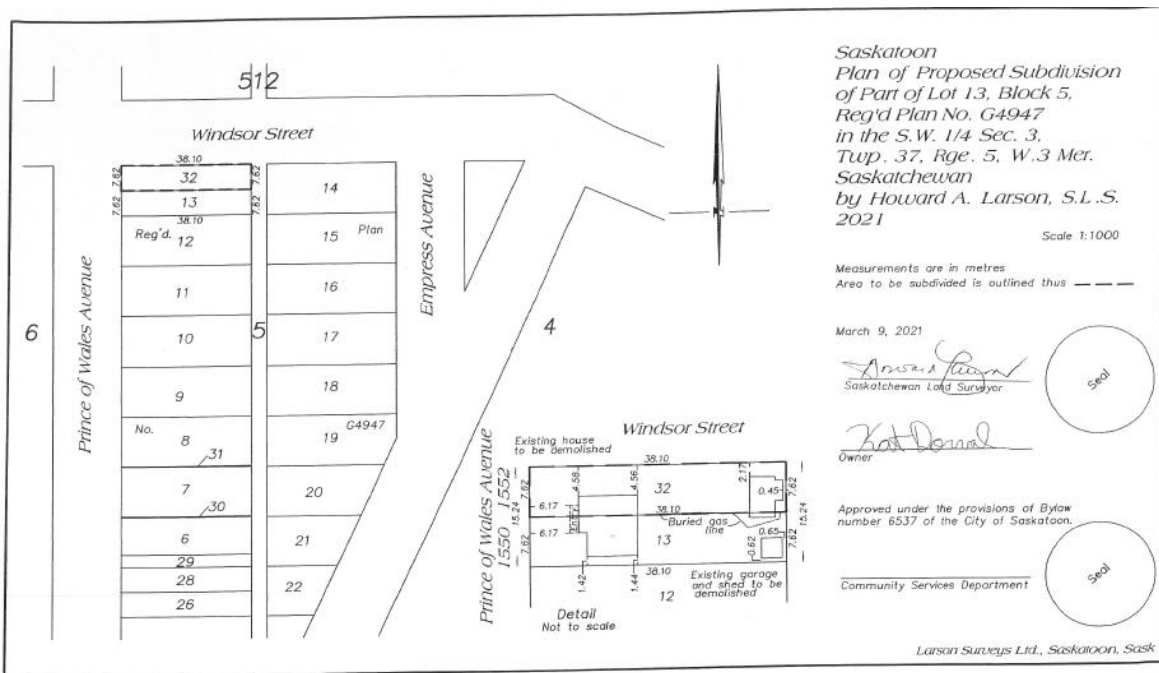 512
Windsor Street
38.10
7.62
32
7.62
7.62
13
7.62
38.10
Reg'd.
12
11
10
9
No.
8
31
7
30
6
29
28
26
5
14
15
Plan
16
17
18
19
G4947
20
21
22
6
4
Prince of Wales Avenue
Empress Avenue
Saskatoon
Plan of Proposed Subdivision
of Part of Lot 13, Block 5,
Reg'd Plan No. G4947
in the S.W. 1/4 Sec. 3,
Twp. 37, Rge. 5, W.3 Mer.
Saskatchewan
by Howard A. Larson, S.L.S.
2021
Scale 1:1000
Measurements are in metres
Area to be subdivided is outlined thus
March 9, 2021
Saskatchewan Land Surveyor
Seal
Owner
Approved under the provisions of Bylaw
number 6537 of the City of Saskatoon.
Community Services Department
Seal
Larson Surveys Ltd., Saskatoon, Sask
Windsor Street
Existing house
to be demolished
Prince of Wales Avenue
1550 1552
38.10
7.62
15.24
7.62
4.58
4.56
32
2.17
0.45
7.62
15.24
7.62
6.17
6.17
Entry
38.10
Buried gas
line
13
0.65
0.62
1.42
1.44
38.10
12
Existing garage
and shed to be
demolished
Detail
Not to scale